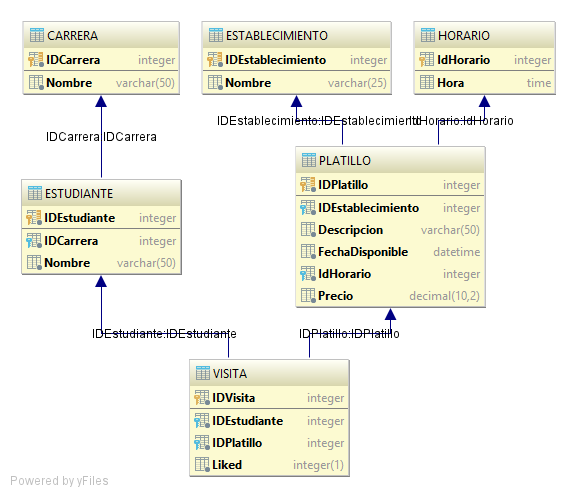 CARRERA
IDCarrera integer
Nombre varchar(50)
ESTABLECIMIENTO
IDEstablecimiento integer
Nombre varchar(25)
HORARIO
IdHorario integer
Hora time
IDCarrera:IDCarrera
IDEstablecimiento:IDEstablecimiento
IdHorario:IdHorario
PLATILLO
IDPlatillo integer
IDEstablecimiento integer
Descripcion varchar(50)
FechaDisponible datetime
IdHorario integer
Precio decimal(10,2)
ESTUDIANTE
IDEstudiante integer
IDCarrera integer
Nombre varchar(50)
IDEstudiante:IDEstudiante
IDPlatillo:IDPlatillo
VISITA
IDVisita integer
IDEstudiante integer
IDPlatillo integer
Liked integer(1)
Powered by yFiles